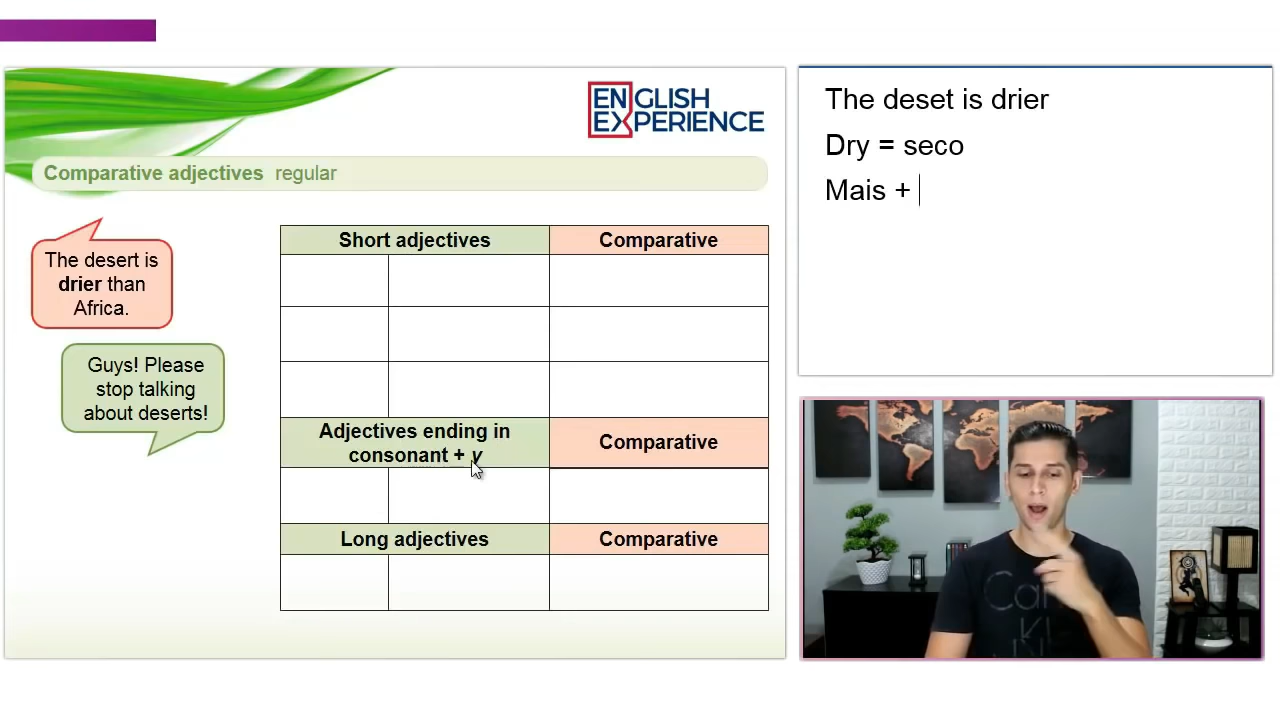 ENGLISH
EXPERIENCE
Comparative adjectives regular
The desert is
drier than
Africa.
Guys! Please
stop talking
about deserts!
Short adjectives
Comparative
Adjectives ending in
consonant + y
Comparative
Long adjectives
Comparative
The deset is drier
Dry = seco
Mais +